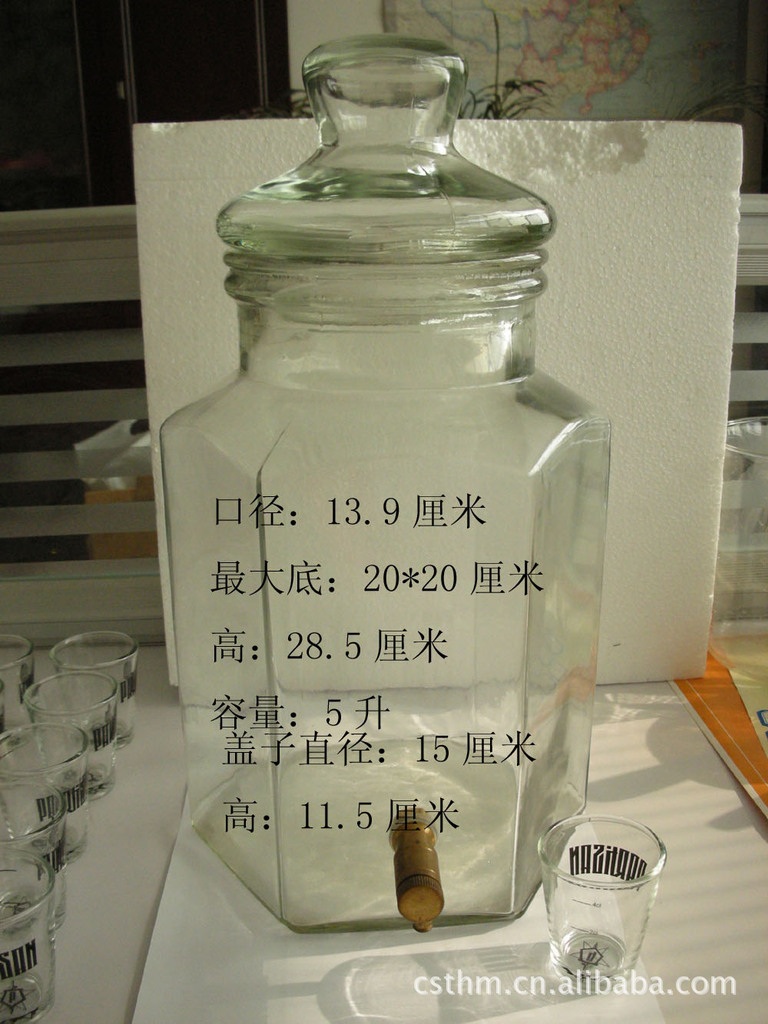 口径：13.9 厘米
最大底：20*20 厘米
高：28.5 厘米
容量：5 升
盖子直径：15 厘米
高：11.5 厘米
csthm.cn.alibaba.com